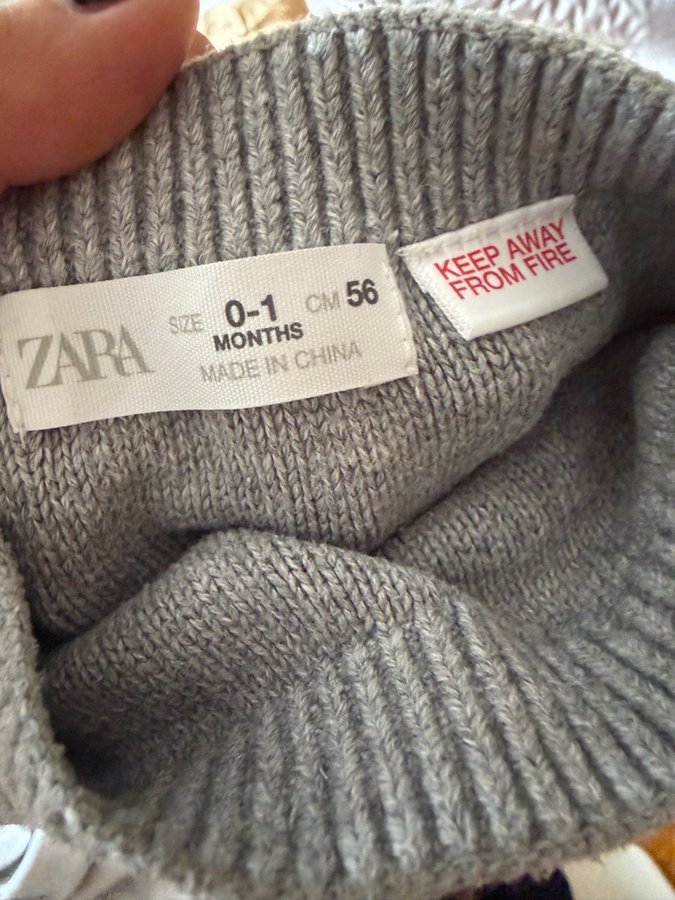 ZARA
SIZE 0-1 MONTHS CM 56
MADE IN CHINA
KEEP AWAY
FROM FIRE